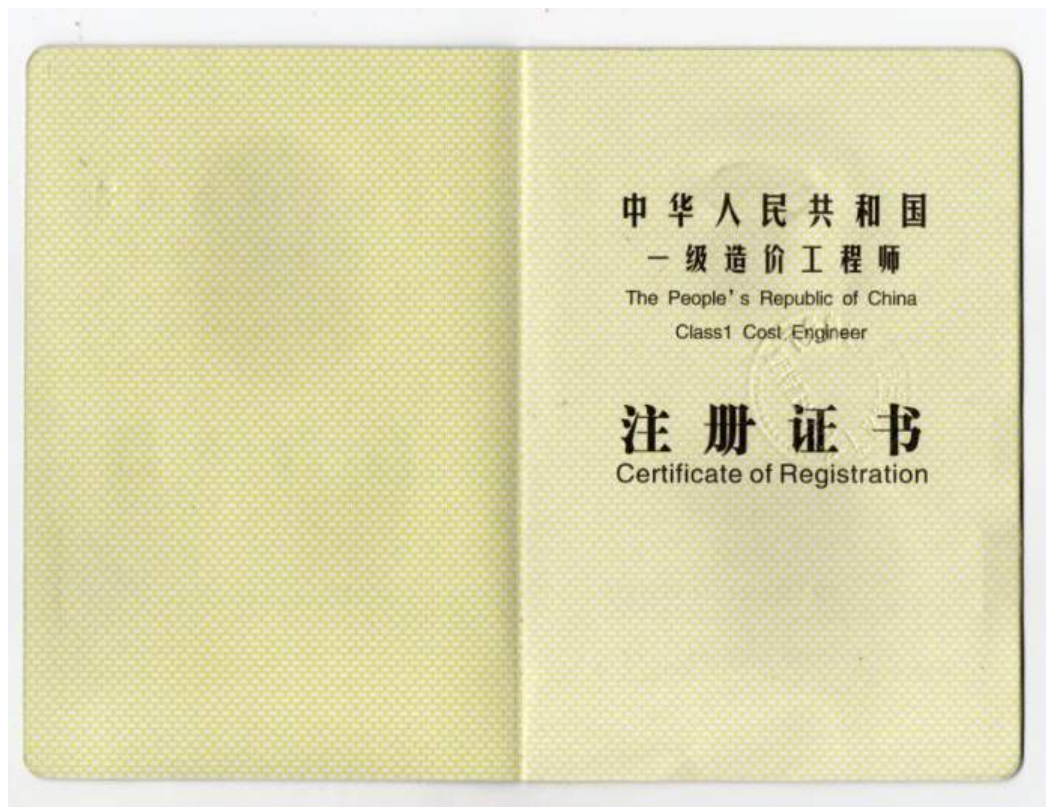 中华人民共和国
一级造价工程师
The People's Republic of China
Class1 Cost Engineer
注册证书
Certificate of Registration